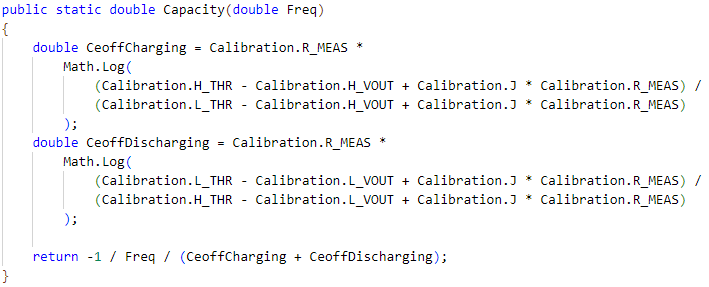 public static double Capacity(double Freq)
{
    double CeoffCharging = Calibration.R_MEAS *
        Math.Log(
            (Calibration.H_THR - Calibration.H_VOUT + Calibration.J * Calibration.R_MEAS) /
            (Calibration.L_THR - Calibration.H_VOUT + Calibration.J * Calibration.R_MEAS)
        );
    double CeoffDischarging = Calibration.R_MEAS *
        Math.Log(
            (Calibration.L_THR - Calibration.L_VOUT + Calibration.J * Calibration.R_MEAS) /
            (Calibration.H_THR - Calibration.L_VOUT + Calibration.J * Calibration.R_MEAS)
        );

    return -1 / Freq / (CeoffCharging + CeoffDischarging);
}